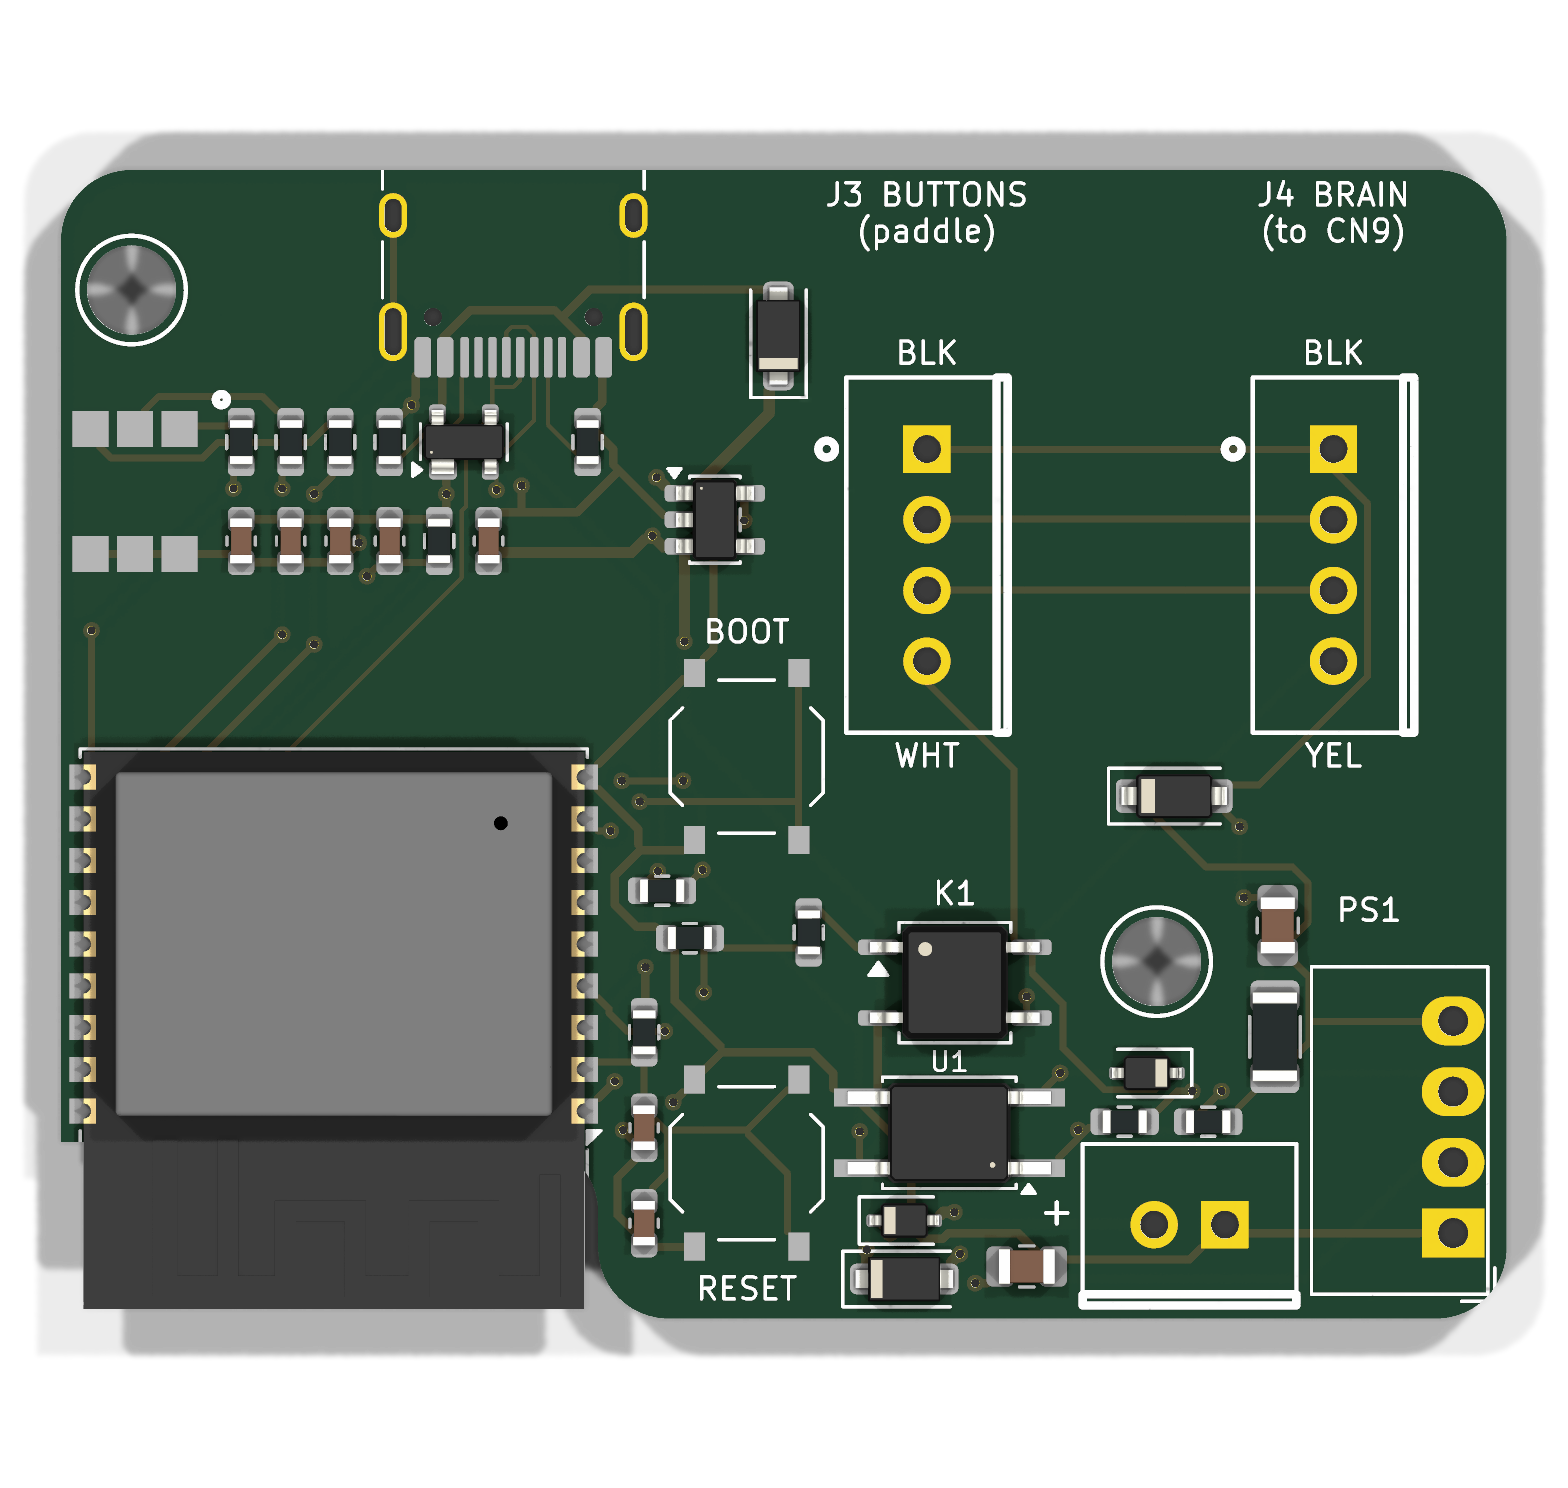 J3 BUTTONS
(paddle)
J4 BRAIN
(to CN9)
BLK
BLK
BOOT
WHT
YEL
K1
PS1
U1
+
RESET